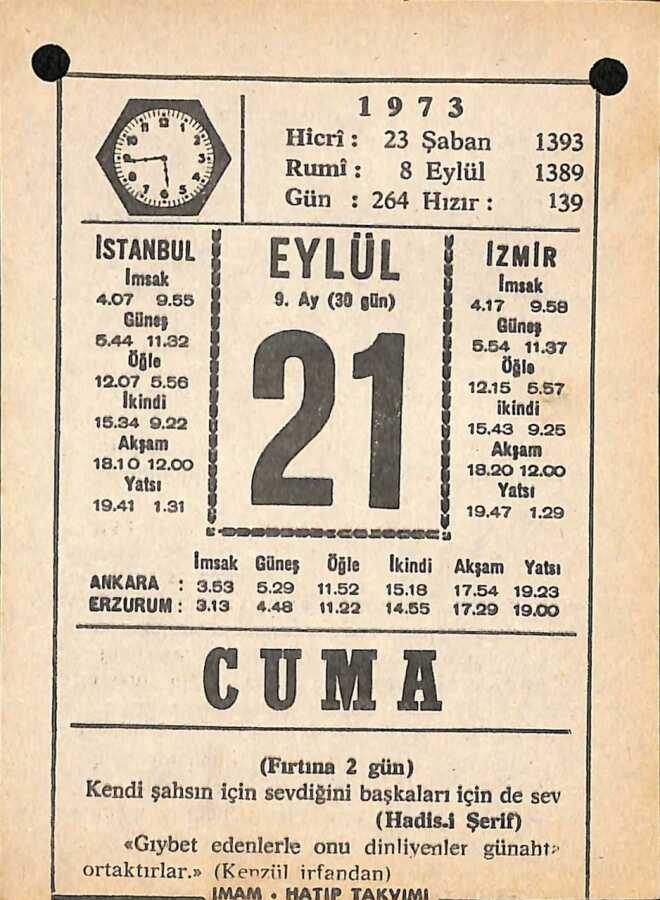 1973
Hicrî : 23 Şaban 1393
Rumî : 8 Eylül 1389
Gün : 264 Hızır : 139
İSTANBUL
İmsak
4.07 9.55
Güneş
5.44 11.32
Öğle
12.07 5.56
İkindi
15.34 9.22
Akşam
18.10 12.00
Yatsı
19.41 1.31
EYLÜL
9. Ay (30 gün)
21
İZMİR
İmsak
4.17 9.58
Güneş
5.54 11.37
Öğle
12.15 5.57
ikindi
15.43 9.25
Akşam
18.20 12.00
Yatsı
19.47 1.29
İmsak Güneş Öğle İkindi Akşam Yatsı
ANKARA : 3.53 5.29 11.52 15.18 17.54 19.23
ERZURUM : 3.13 4.48 11.22 14.55 17.29 19.00
CUMA
(Fırtına 2 gün)
Kendi şahsın için sevdiğini başkaları için de sev
(Hadis-i Şerif)
«Gıybet edenlerle onu dinliyenler günahta
ortaktırlar.» (Kenzül irfandan)
İMAM - HATİP TAKVİMİ